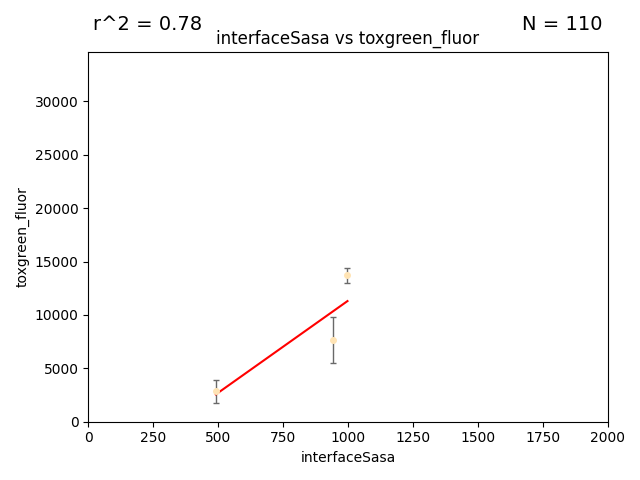 r^2 = 0.78
N = 110
interfaceSasa vs toxgreen_fluor
30000
25000
20000
15000
10000
5000
0
toxgreen_fluor
0 250 500 750 1000 1250 1500 1750 2000
interfaceSasa